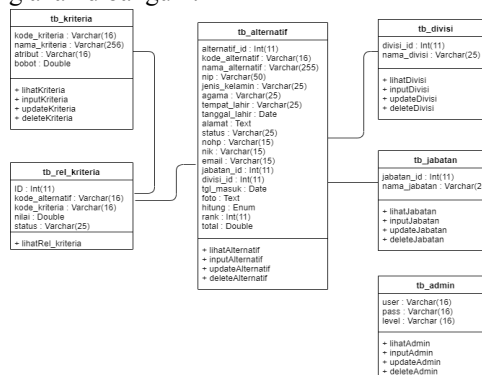 tb_kriteria
kode_kriteria : Varchar(16)
nama_kriteria : Varchar(256)
atribut : Varchar(16)
bobot : Double
+ lihatKriteria
+ inputKriteria
+ updateKriteria
+ deleteKriteria
tb_rel_kriteria
ID : Int(11)
kode_alternatif : Varchar(16)
kode_kriteria : Varchar(16)
nilai : Double
status : Varchar(25)
+ lihatRel_kriteria
tb_alternatif
alternatif_id : Int(11)
kode_alternatif : Varchar(16)
nama_alternatif : Varchar(255)
nip : Varchar(50)
jenis_kelamin : Varchar(25)
agama : Varchar(25)
tempat_lahir : Varchar(25)
tanggal_lahir : Date
alamat : Text
status : Varchar(25)
nohp : Varchar(15)
nik : Varchar(15)
email : Varchar(15)
jabatan_id : Int(11)
divisi_id : Int(11)
tgl_masuk : Date
foto : Text
hitung : Enum
rank : Int(11)
total : Double
+ lihatAlternatif
+ inputAlternatif
+ updateAlternatif
+ deleteAlternatif
tb_divisi
divisi_id : Int(11)
nama_divisi : Varchar(25)
+ lihatDivisi
+ inputDivisi
+ updateDivisi
+ deleteDivisi
tb_jabatan
jabatan_id : Int(11)
nama_jabatan : Varchar(2
+ lihatJabatan
+ inputJabatan
+ updateJabatan
+ deleteJabatan
tb_admin
user : Varchar(16)
pass : Varchar(16)
level : Varchar (16)
+ lihatAdmin
+ inputAdmin
+ updateAdmin
+ deleteAdmin